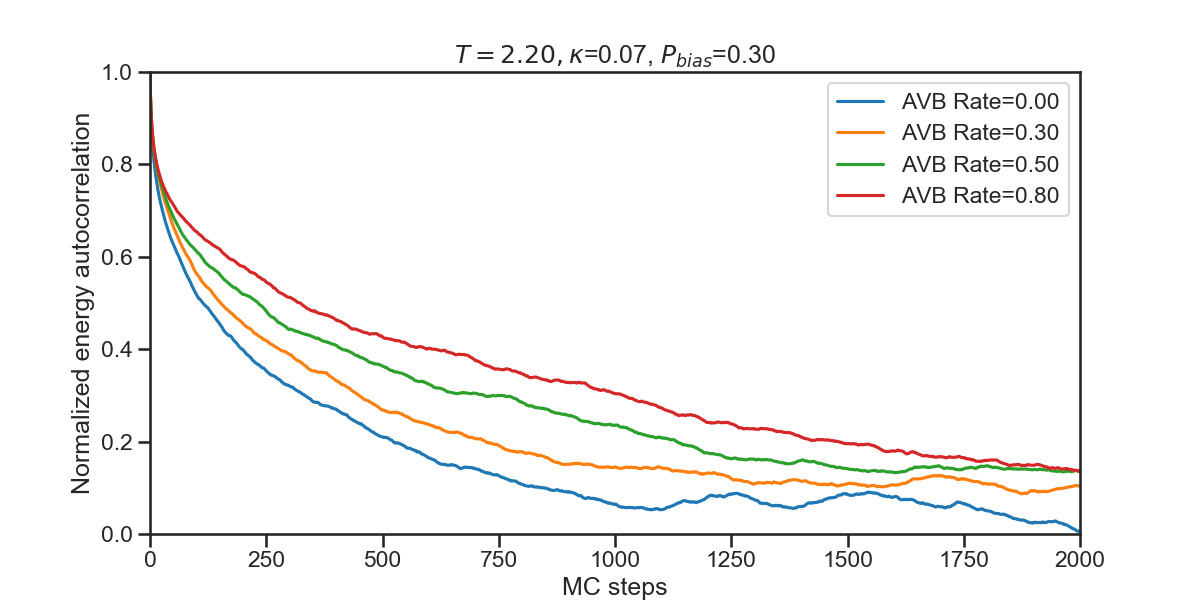 T = 2.20, κ=0.07, P_bias=0.30
Normalized energy autocorrelation
1.0
0.8
0.6
0.4
0.2
0.0
AVB Rate=0.00
AVB Rate=0.30
AVB Rate=0.50
AVB Rate=0.80
0 250 500 750 1000 1250 1500 1750 2000
MC steps